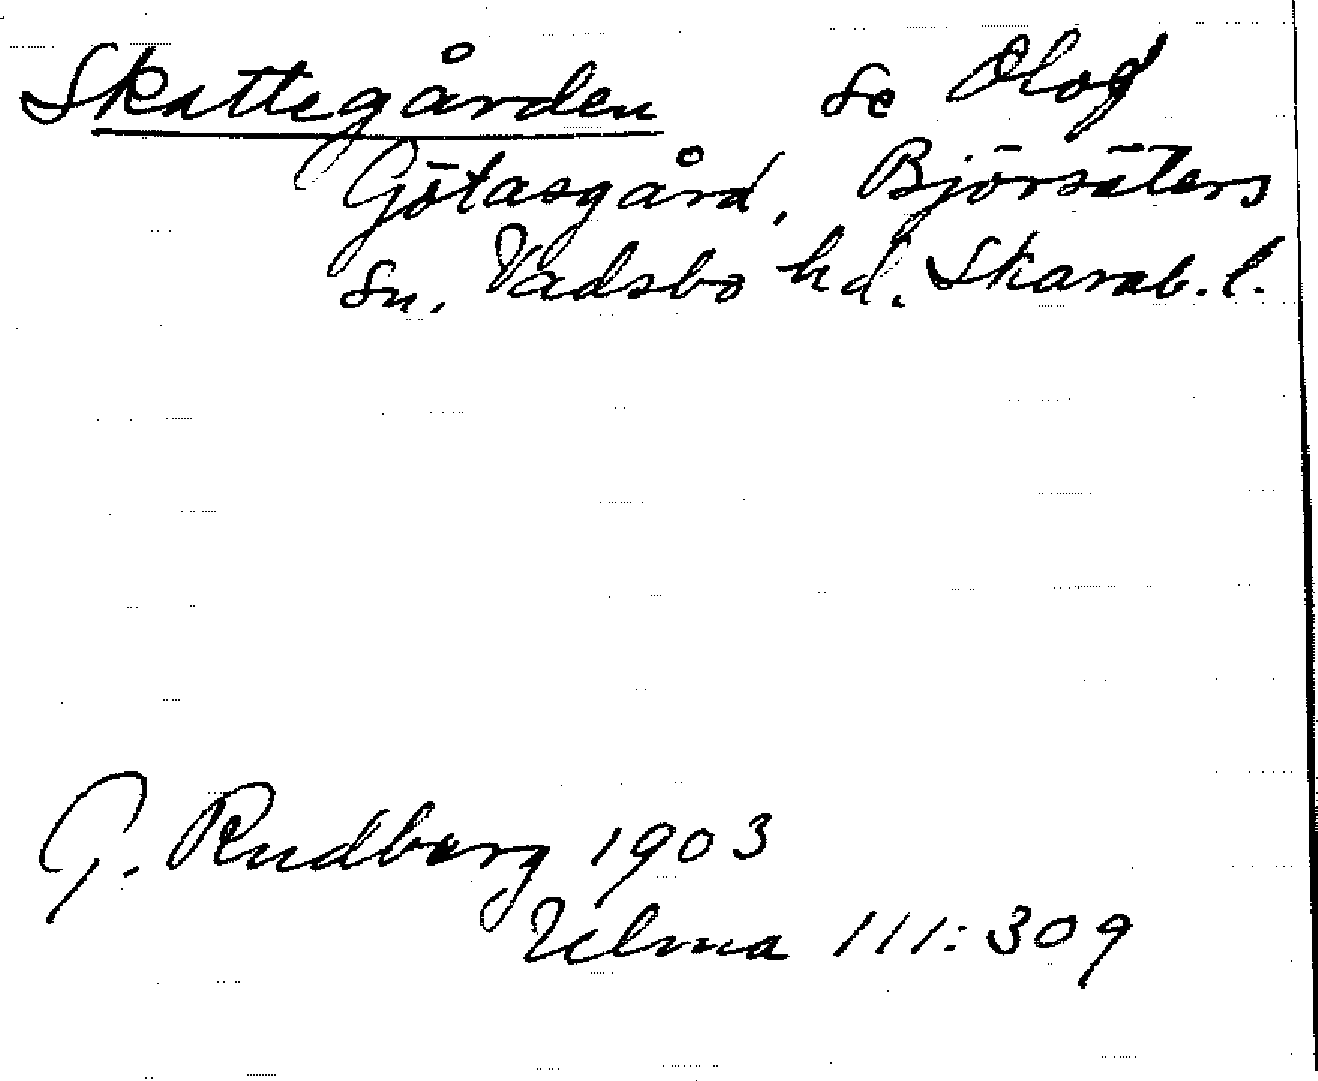 Skattegården se Olof
Götasgård, Björsäters
sn. Vadsbo hd. Skarab. l.
G. Rudberg 1903
Ulma 111:309